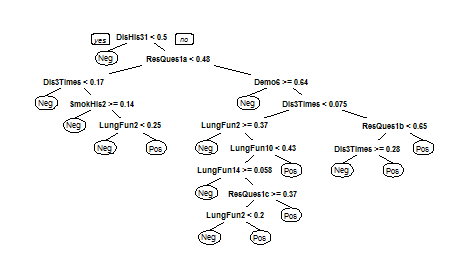 DisHis31 < 0.5
yes
no
Neg
ResQues1a < 0.48
Dis3Times < 0.17
Demo6 >= 0.64
Neg
SmokHis2 >= 0.14
Neg
Dis3Times < 0.075
Neg
LungFun2 < 0.25
LungFun2 >= 0.37
ResQues1b < 0.65
Neg
Pos
Neg
LungFun10 < 0.43
Dis3Times >= 0.28
Pos
LungFun14 >= 0.058
Pos
Neg
Pos
Neg
ResQues1c >= 0.37
LungFun2 < 0.2
Pos
Neg
Pos